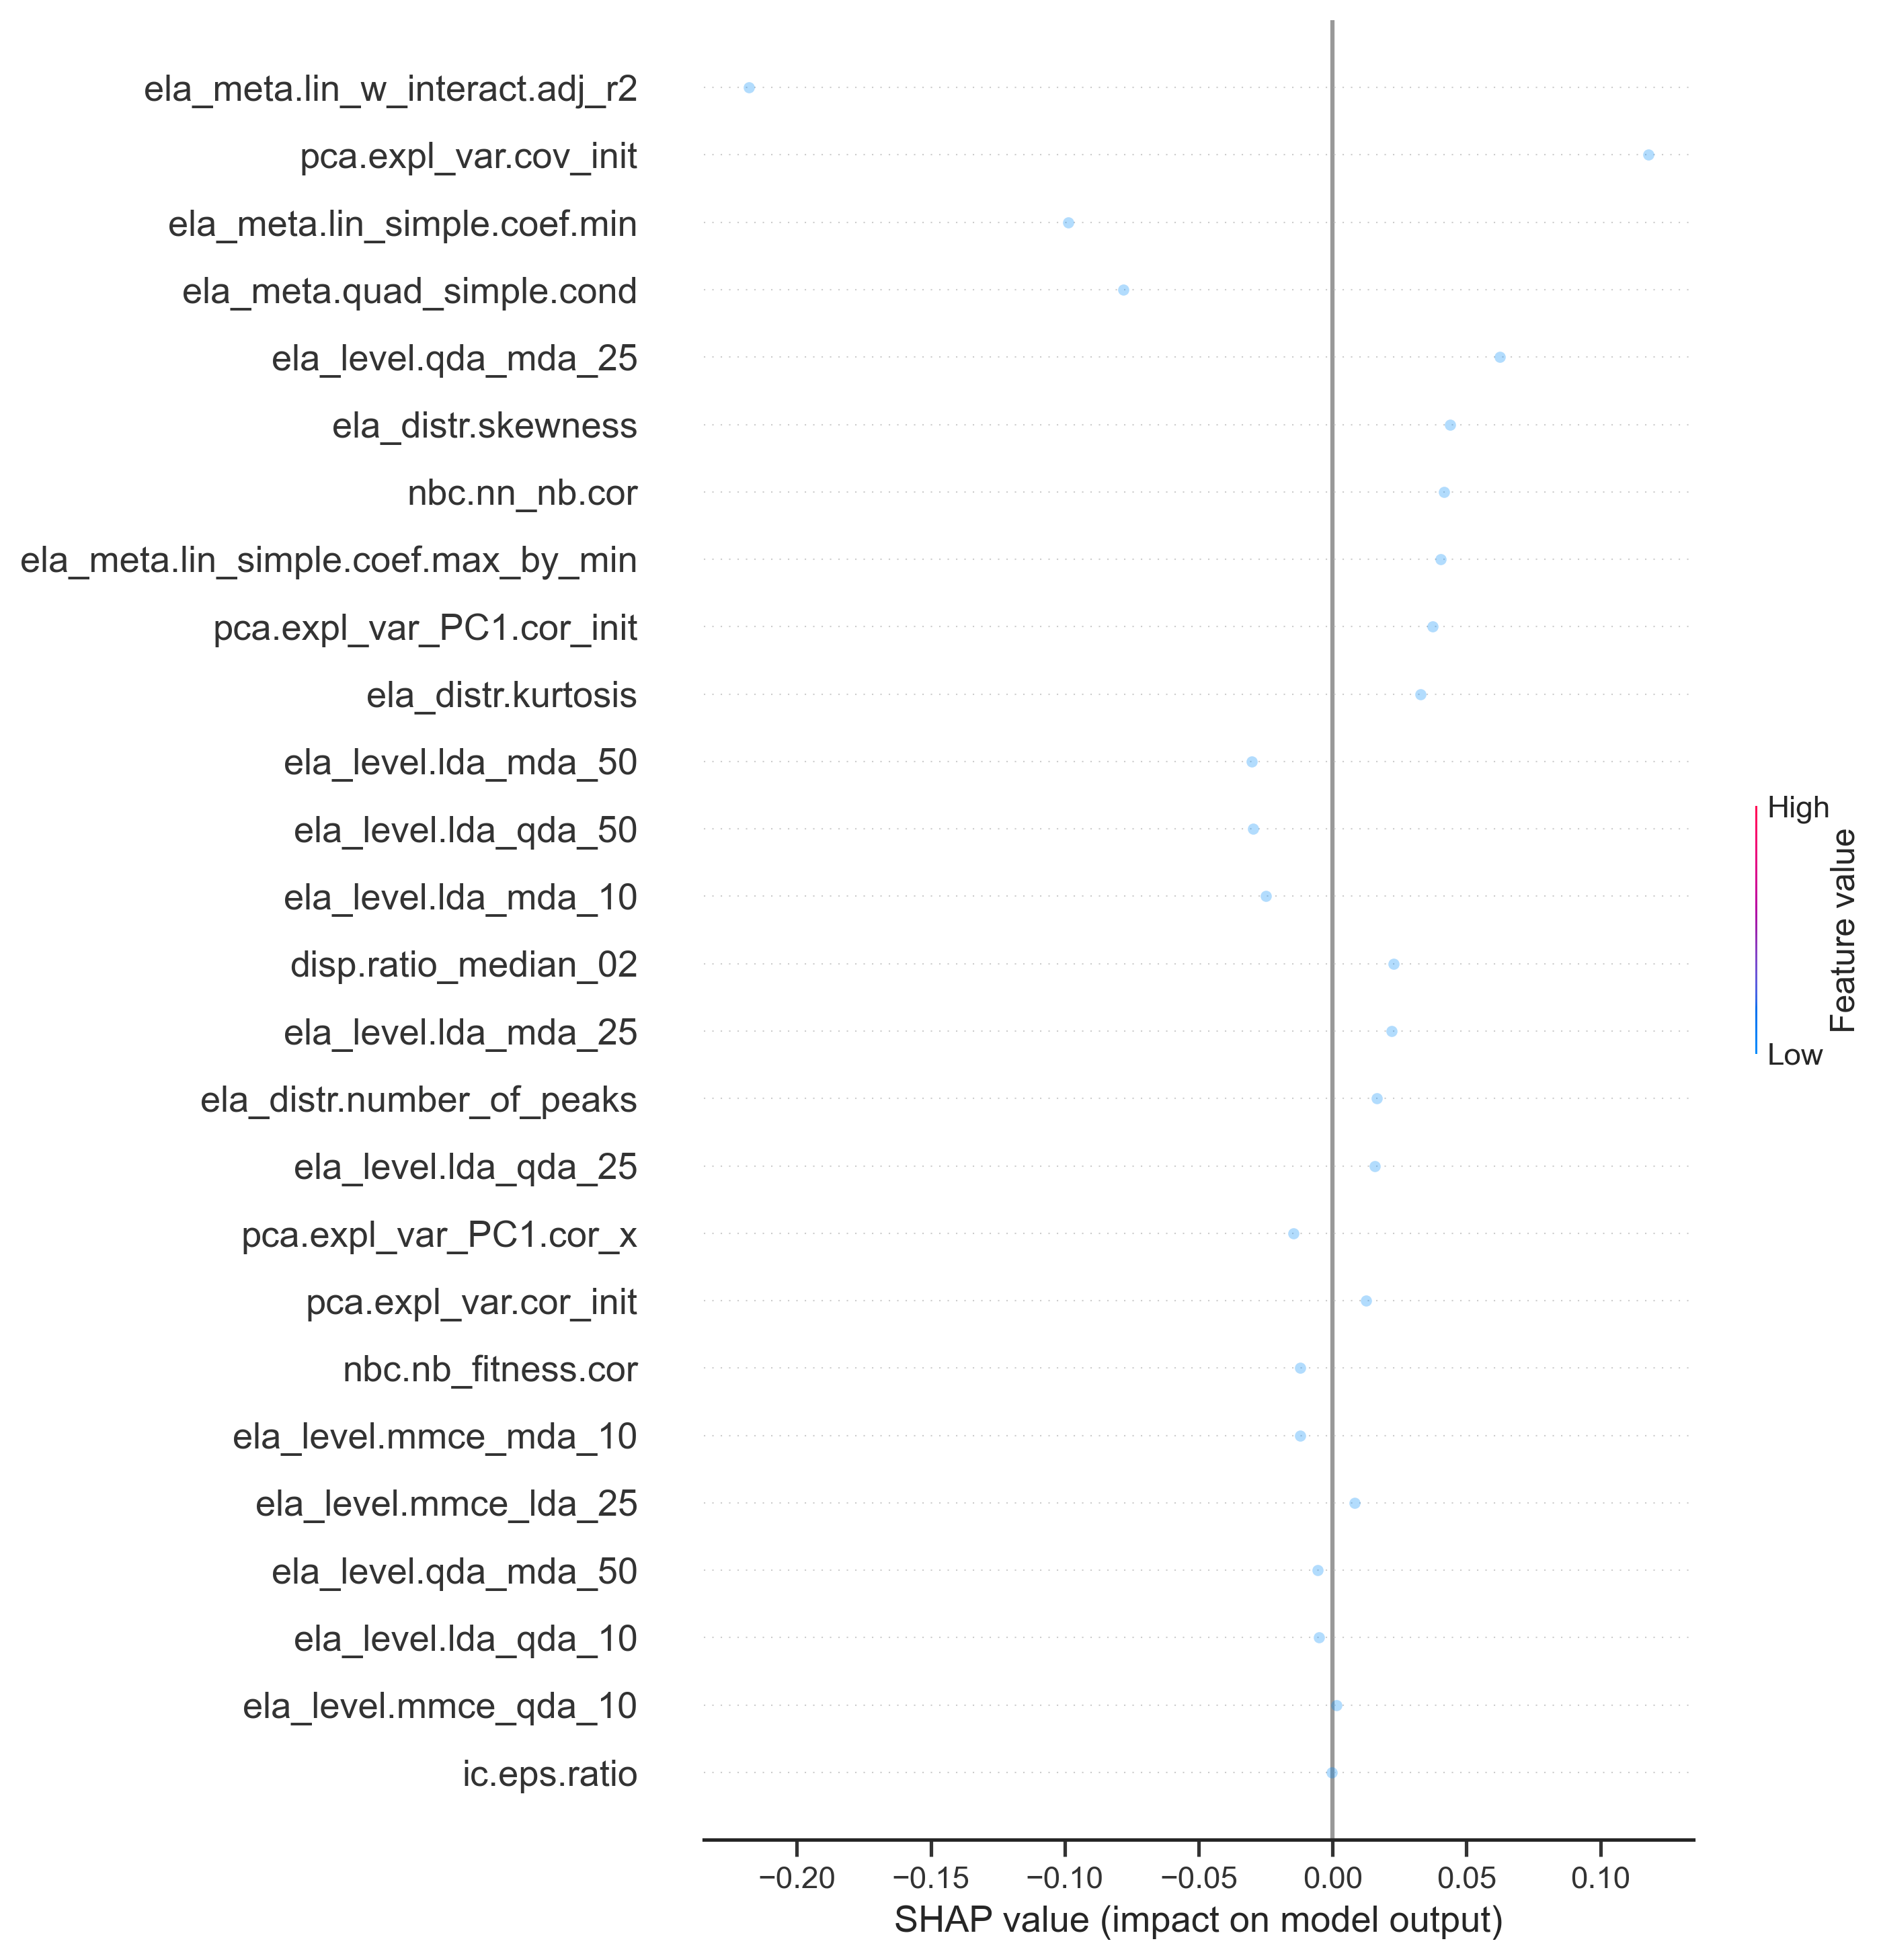 ela_meta.lin_w_interact.adj_r2
pca.expl_var.cov_init
ela_meta.lin_simple.coef.min
ela_meta.quad_simple.cond
ela_level.qda_mda_25
ela_distr.skewness
nbc.nn_nb.cor
ela_meta.lin_simple.coef.max_by_min
pca.expl_var_PC1.cor_init
ela_distr.kurtosis
ela_level.lda_mda_50
ela_level.lda_qda_50
ela_level.lda_mda_10
disp.ratio_median_02
ela_level.lda_mda_25
ela_distr.number_of_peaks
ela_level.lda_qda_25
pca.expl_var_PC1.cor_x
pca.expl_var.cor_init
nbc.nb_fitness.cor
ela_level.mmce_mda_10
ela_level.mmce_lda_25
ela_level.qda_mda_50
ela_level.lda_qda_10
ela_level.mmce_qda_10
ic.eps.ratio
−0.20 −0.15 −0.10 −0.05 0.00 0.05 0.10
SHAP value (impact on model output)
High
Feature value
Low